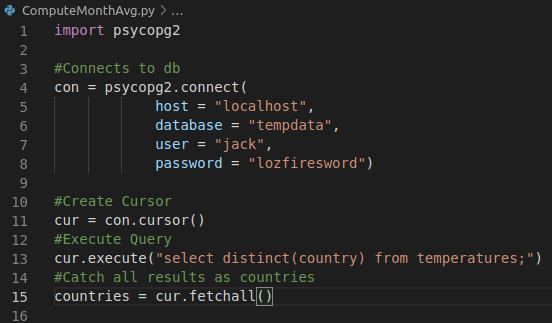 ComputeMonthAvg.py > ...
1 import psycopg2
2
3 #Connects to db
4 con = psycopg2.connect(
5 host = "localhost",
6 database = "tempdata",
7 user = "jack",
8 password = "lozfiresword")
9
10 #Create Cursor
11 cur = con.cursor()
12 #Execute Query
13 cur.execute("select distinct(country) from temperatures;")
14 #Catch all results as countries
15 countries = cur.fetchall()
16